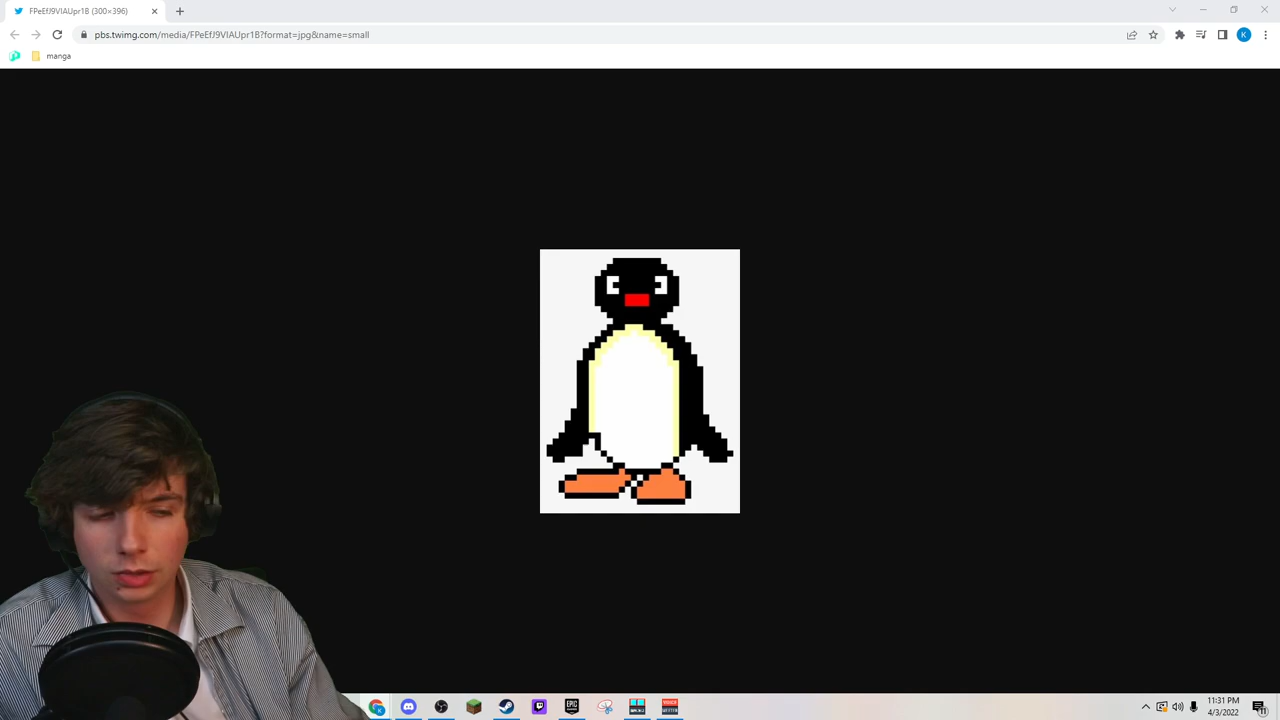 FPeEfJ9VIAUpr1B (300×396)
pbs.twimg.com/media/FPeEfJ9VIAUpr1B?format=jpg&name=small
K
manga
EPIC
11:31 PM
4/3/2022